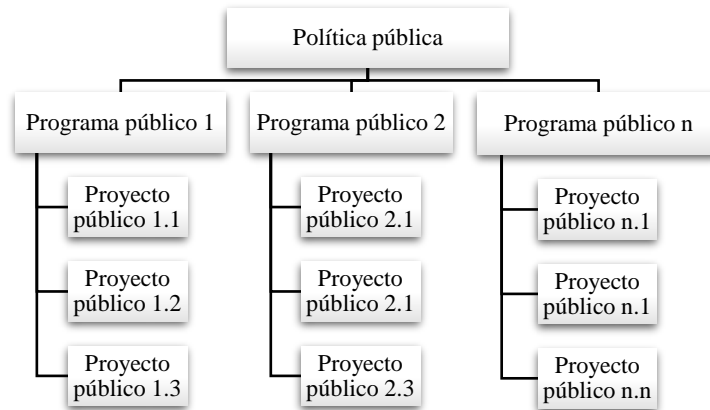 Política pública
Programa público 1
Programa público 2
Programa público n
Proyecto
público 1.1
Proyecto
público 2.1
Proyecto
público n.1
Proyecto
público 1.2
Proyecto
público 2.1
Proyecto
público n.1
Proyecto
público 1.3
Proyecto
público 2.3
Proyecto
público n.n